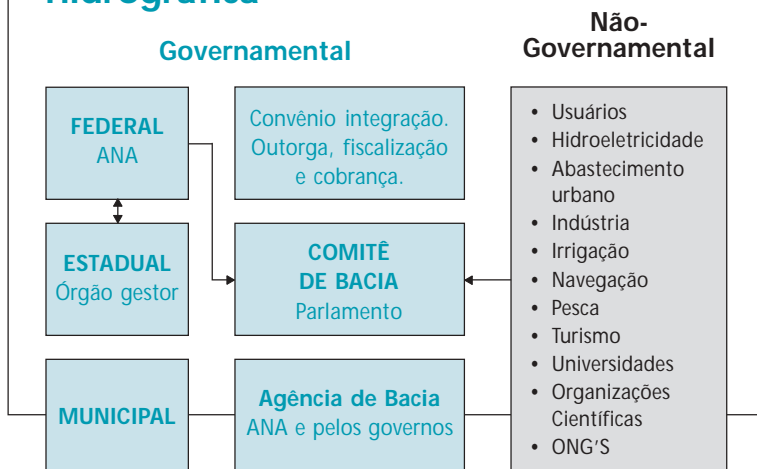 Hidrográfica
Governamental
Não-
Governamental
FEDERAL
ANA
Convênio integração.
Outorga, fiscalização
e cobrança.
ESTADUAL
Órgão gestor
COMITÊ
DE BACIA
Parlamento
MUNICIPAL
Agência de Bacia
ANA e pelos governos
• Usuários
• Hidroeletricidade
• Abastecimento
urbano
• Indústria
• Irrigação
• Navegação
• Pesca
• Turismo
• Universidades
• Organizações
Científicas
• ONG'S